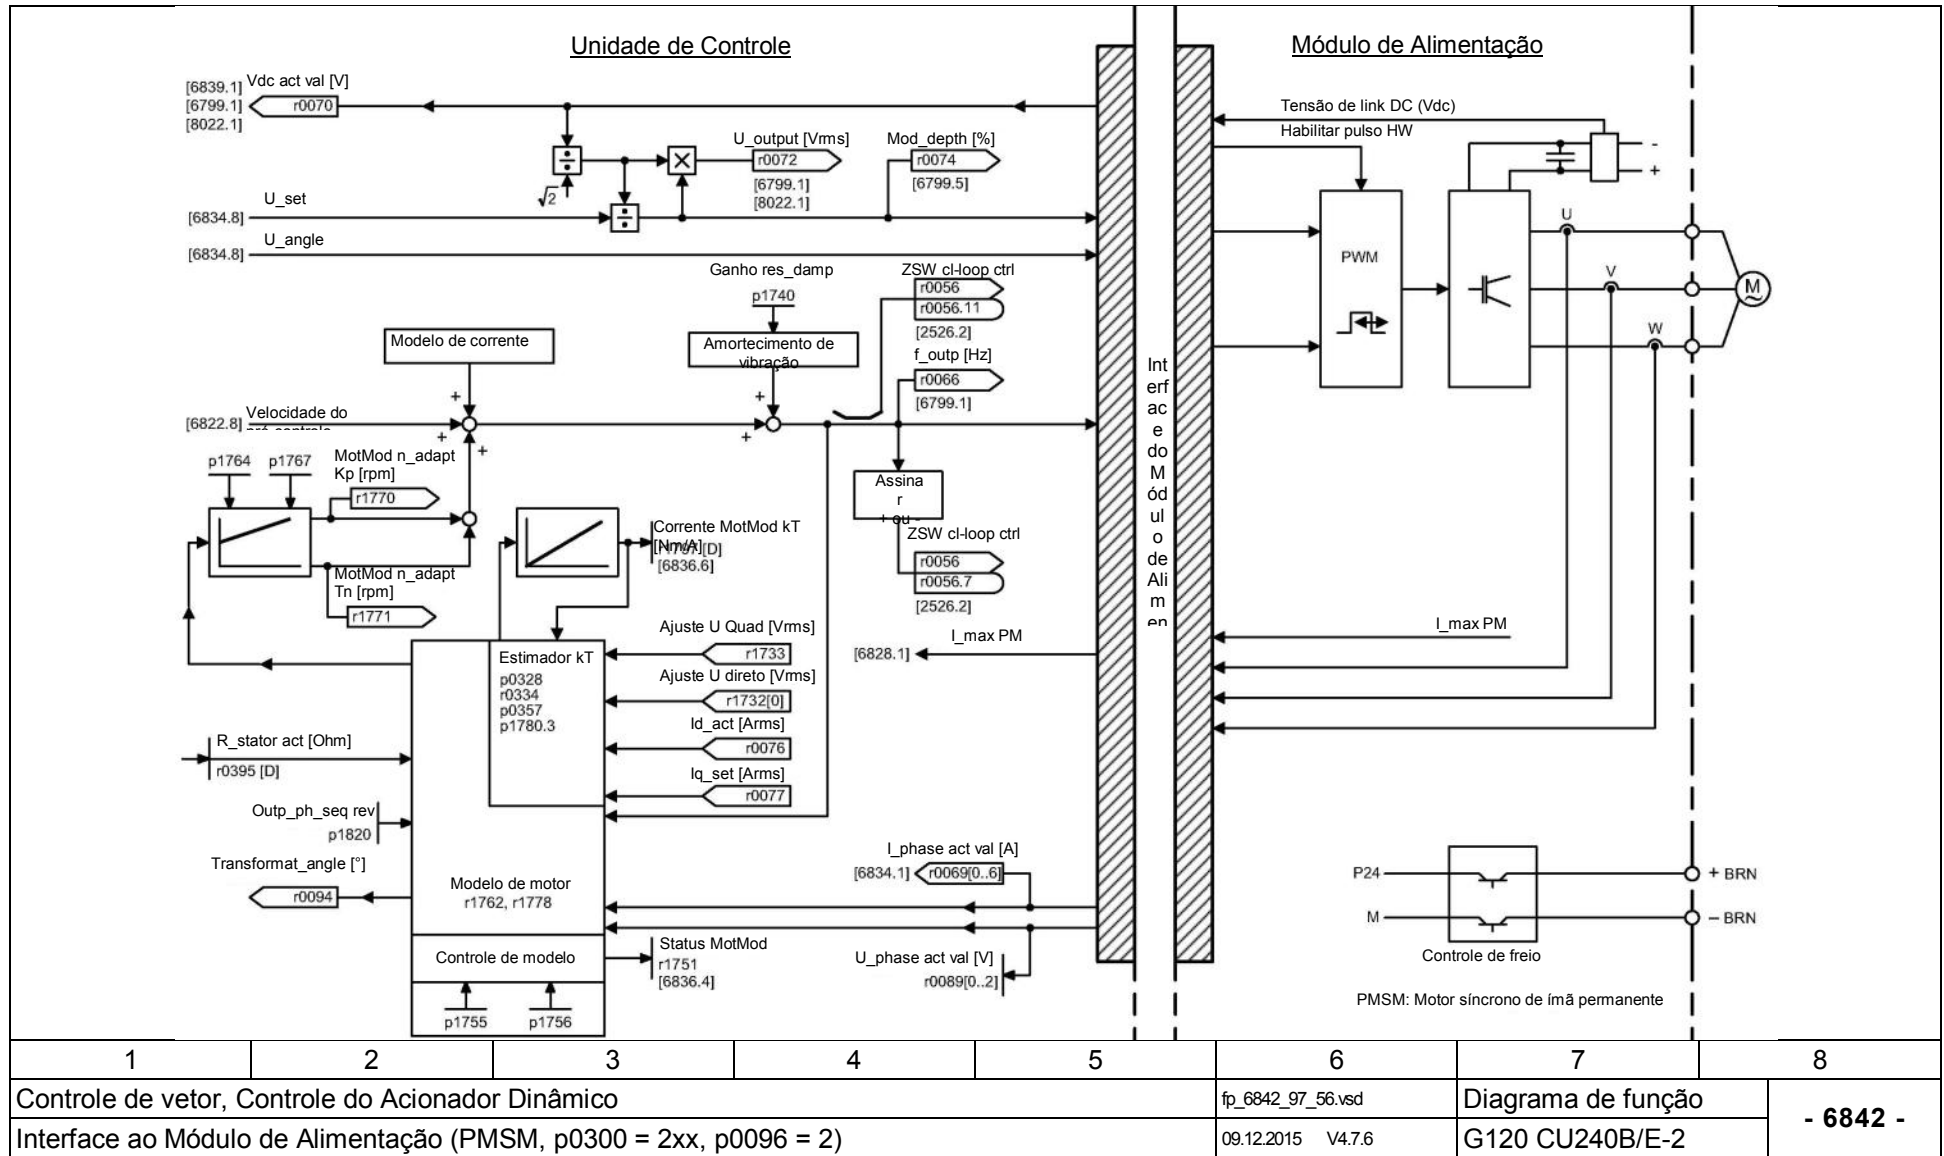 Unidade de Controle
Módulo de Alimentação
[6839.1]
[6799.1]
[8022.1]
Vdc act val [V]
r0070
U_output [Vrms]
r0072
[6799.1]
[8022.1]
Mod_depth [%]
r0074
[6799.5]
√2
U_set
[6834.8]
U_angle
[6834.8]
Tensão de link DC (Vdc)
Habilitar pulso HW
-
+
PWM
U
V
W
M
~
Ganho res_damp
p1740
Amortecimento de
vibração
ZSW cl-loop ctrl
r0056
r0056.11
[2526.2]
f_outp [Hz]
r0066
[6799.1]
Modelo de corrente
+
+
+
+
+
[6822.8]
Velocidade do
p1764
p1767
MotMod n_adapt
Kp [rpm]
r1770
MotMod n_adapt
Tn [rpm]
r1771
Corrente MotMod kT
[Nm/A]
[D]
[6836.6]
Assina
r
+ ou -
ZSW cl-loop ctrl
r0056
r0056.7
[2526.2]
Int
erf
ac
e
do
M
ód
ul
o
de
Ali
m
en
Estimador kT
p0328
r0334
p0357
p1780.3
Ajuste U Quad [Vrms]
r1733
Ajuste U direto [Vrms]
r1732[0]
Id_act [Arms]
r0076
Iq_set [Arms]
r0077
I_max PM
[6828.1]
I_max PM
R_stator act [Ohm]
r0395 [D]
Outp_ph_seq rev
p1820
Transformat_angle [°]
r0094
Modelo de motor
r1762, r1778
Controle de modelo
p1755
p1756
Status MotMod
r1751
[6836.4]
I_phase act val [A]
[6834.1]
r0069[0..6]
U_phase act val [V]
r0089[0..2]
P24
M
+ BRN
– BRN
Controle de freio
PMSM: Motor síncrono de ímã permanente
1 2 3 4 5 6 7 8
Controle de vetor, Controle do Acionador Dinâmico
fp_6842_97_56.vsd
Diagrama de função
- 6842 -
Interface ao Módulo de Alimentação (PMSM, p0300 = 2xx, p0096 = 2)
09.12.2015 V4.7.6
G120 CU240B/E-2